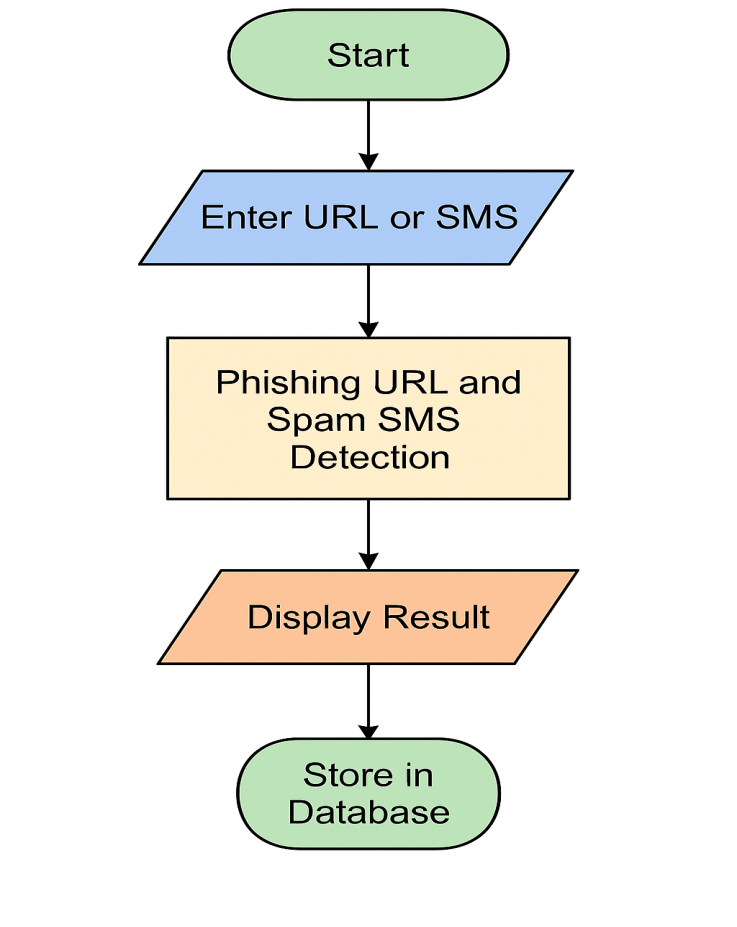 Start
Enter URL or SMS
Phishing URL and
Spam SMS
Detection
Display Result
Store in
Database